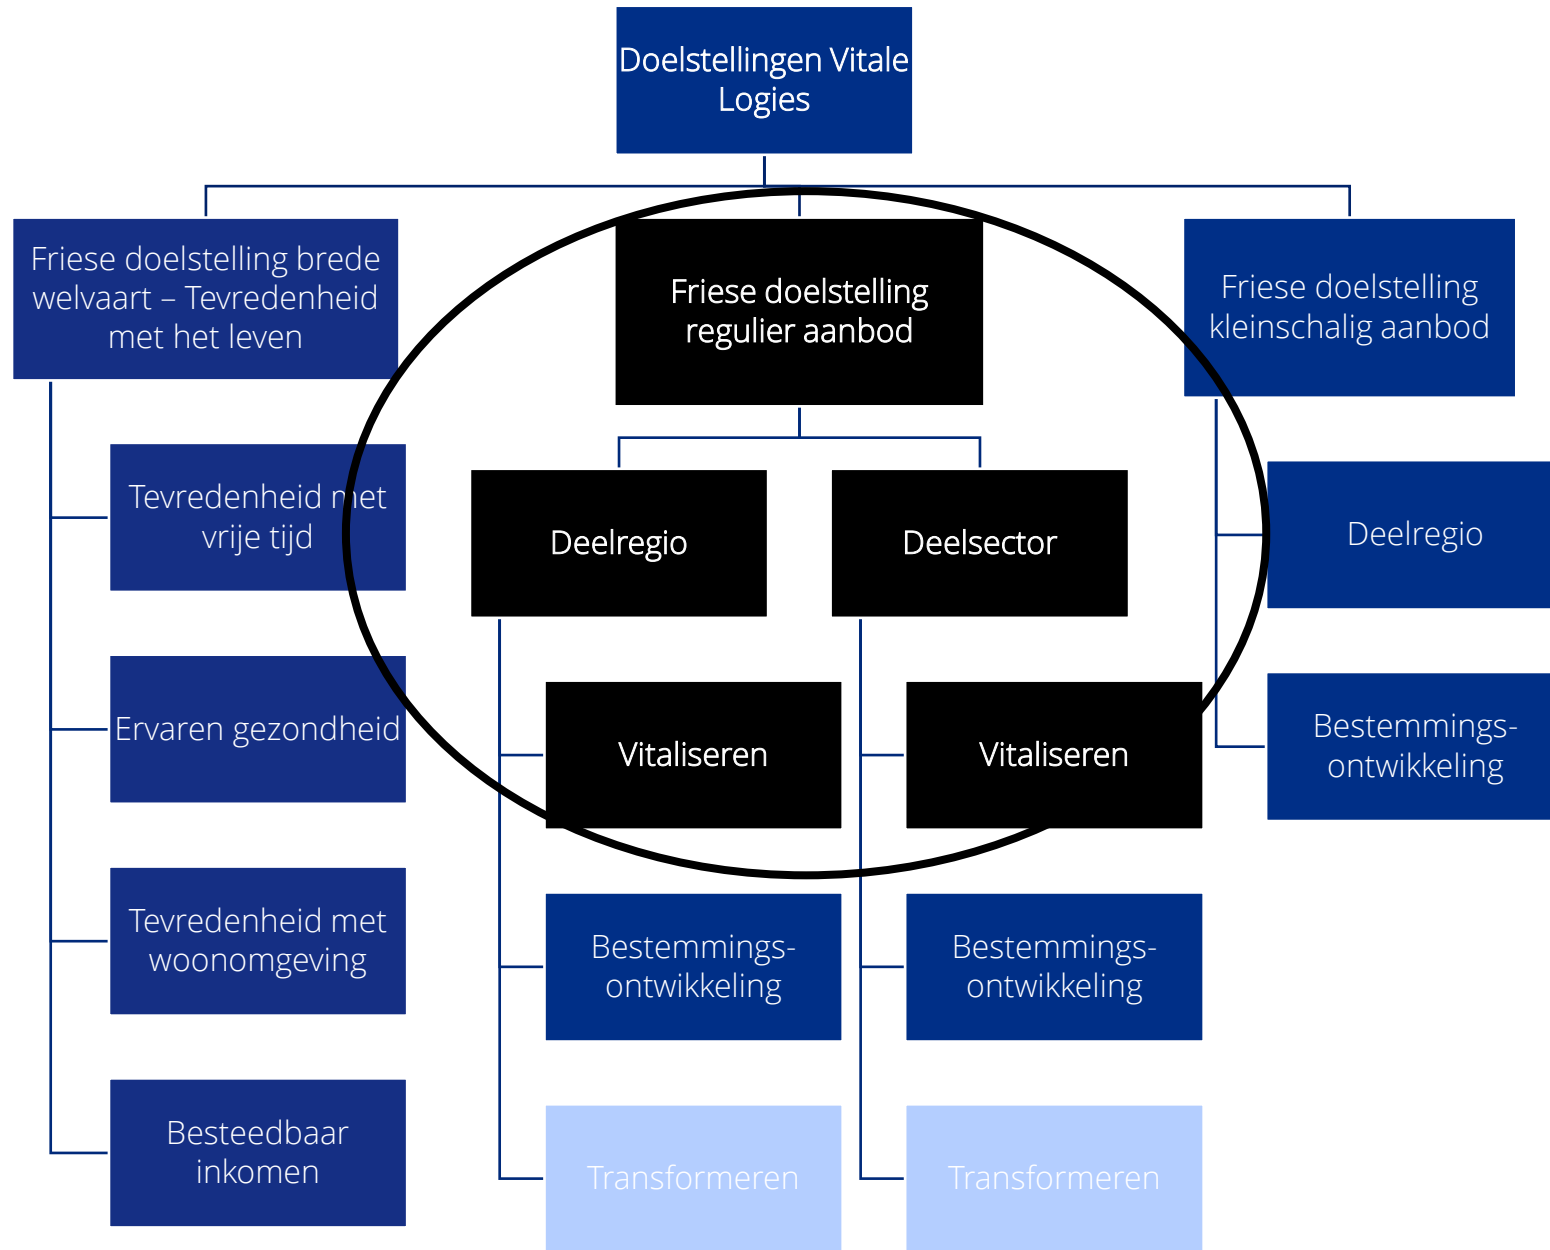 Doelstellingen Vitale
Logies
Friese doelstelling brede
welvaart – Tevredenheid
met het leven
Tevredenheid met
vrije tijd
Ervaren gezondheid
Tevredenheid met
woonomgeving
Besteedbaar
inkomen
Friese doelstelling
regulier aanbod
Deelregio
Vitaliseren
Bestemmings-
ontwikkeling
Transformeren
Deelsector
Vitaliseren
Bestemmings-
ontwikkeling
Transformeren
Friese doelstelling
kleinschalig aanbod
Deelregio
Bestemmings-
ontwikkeling